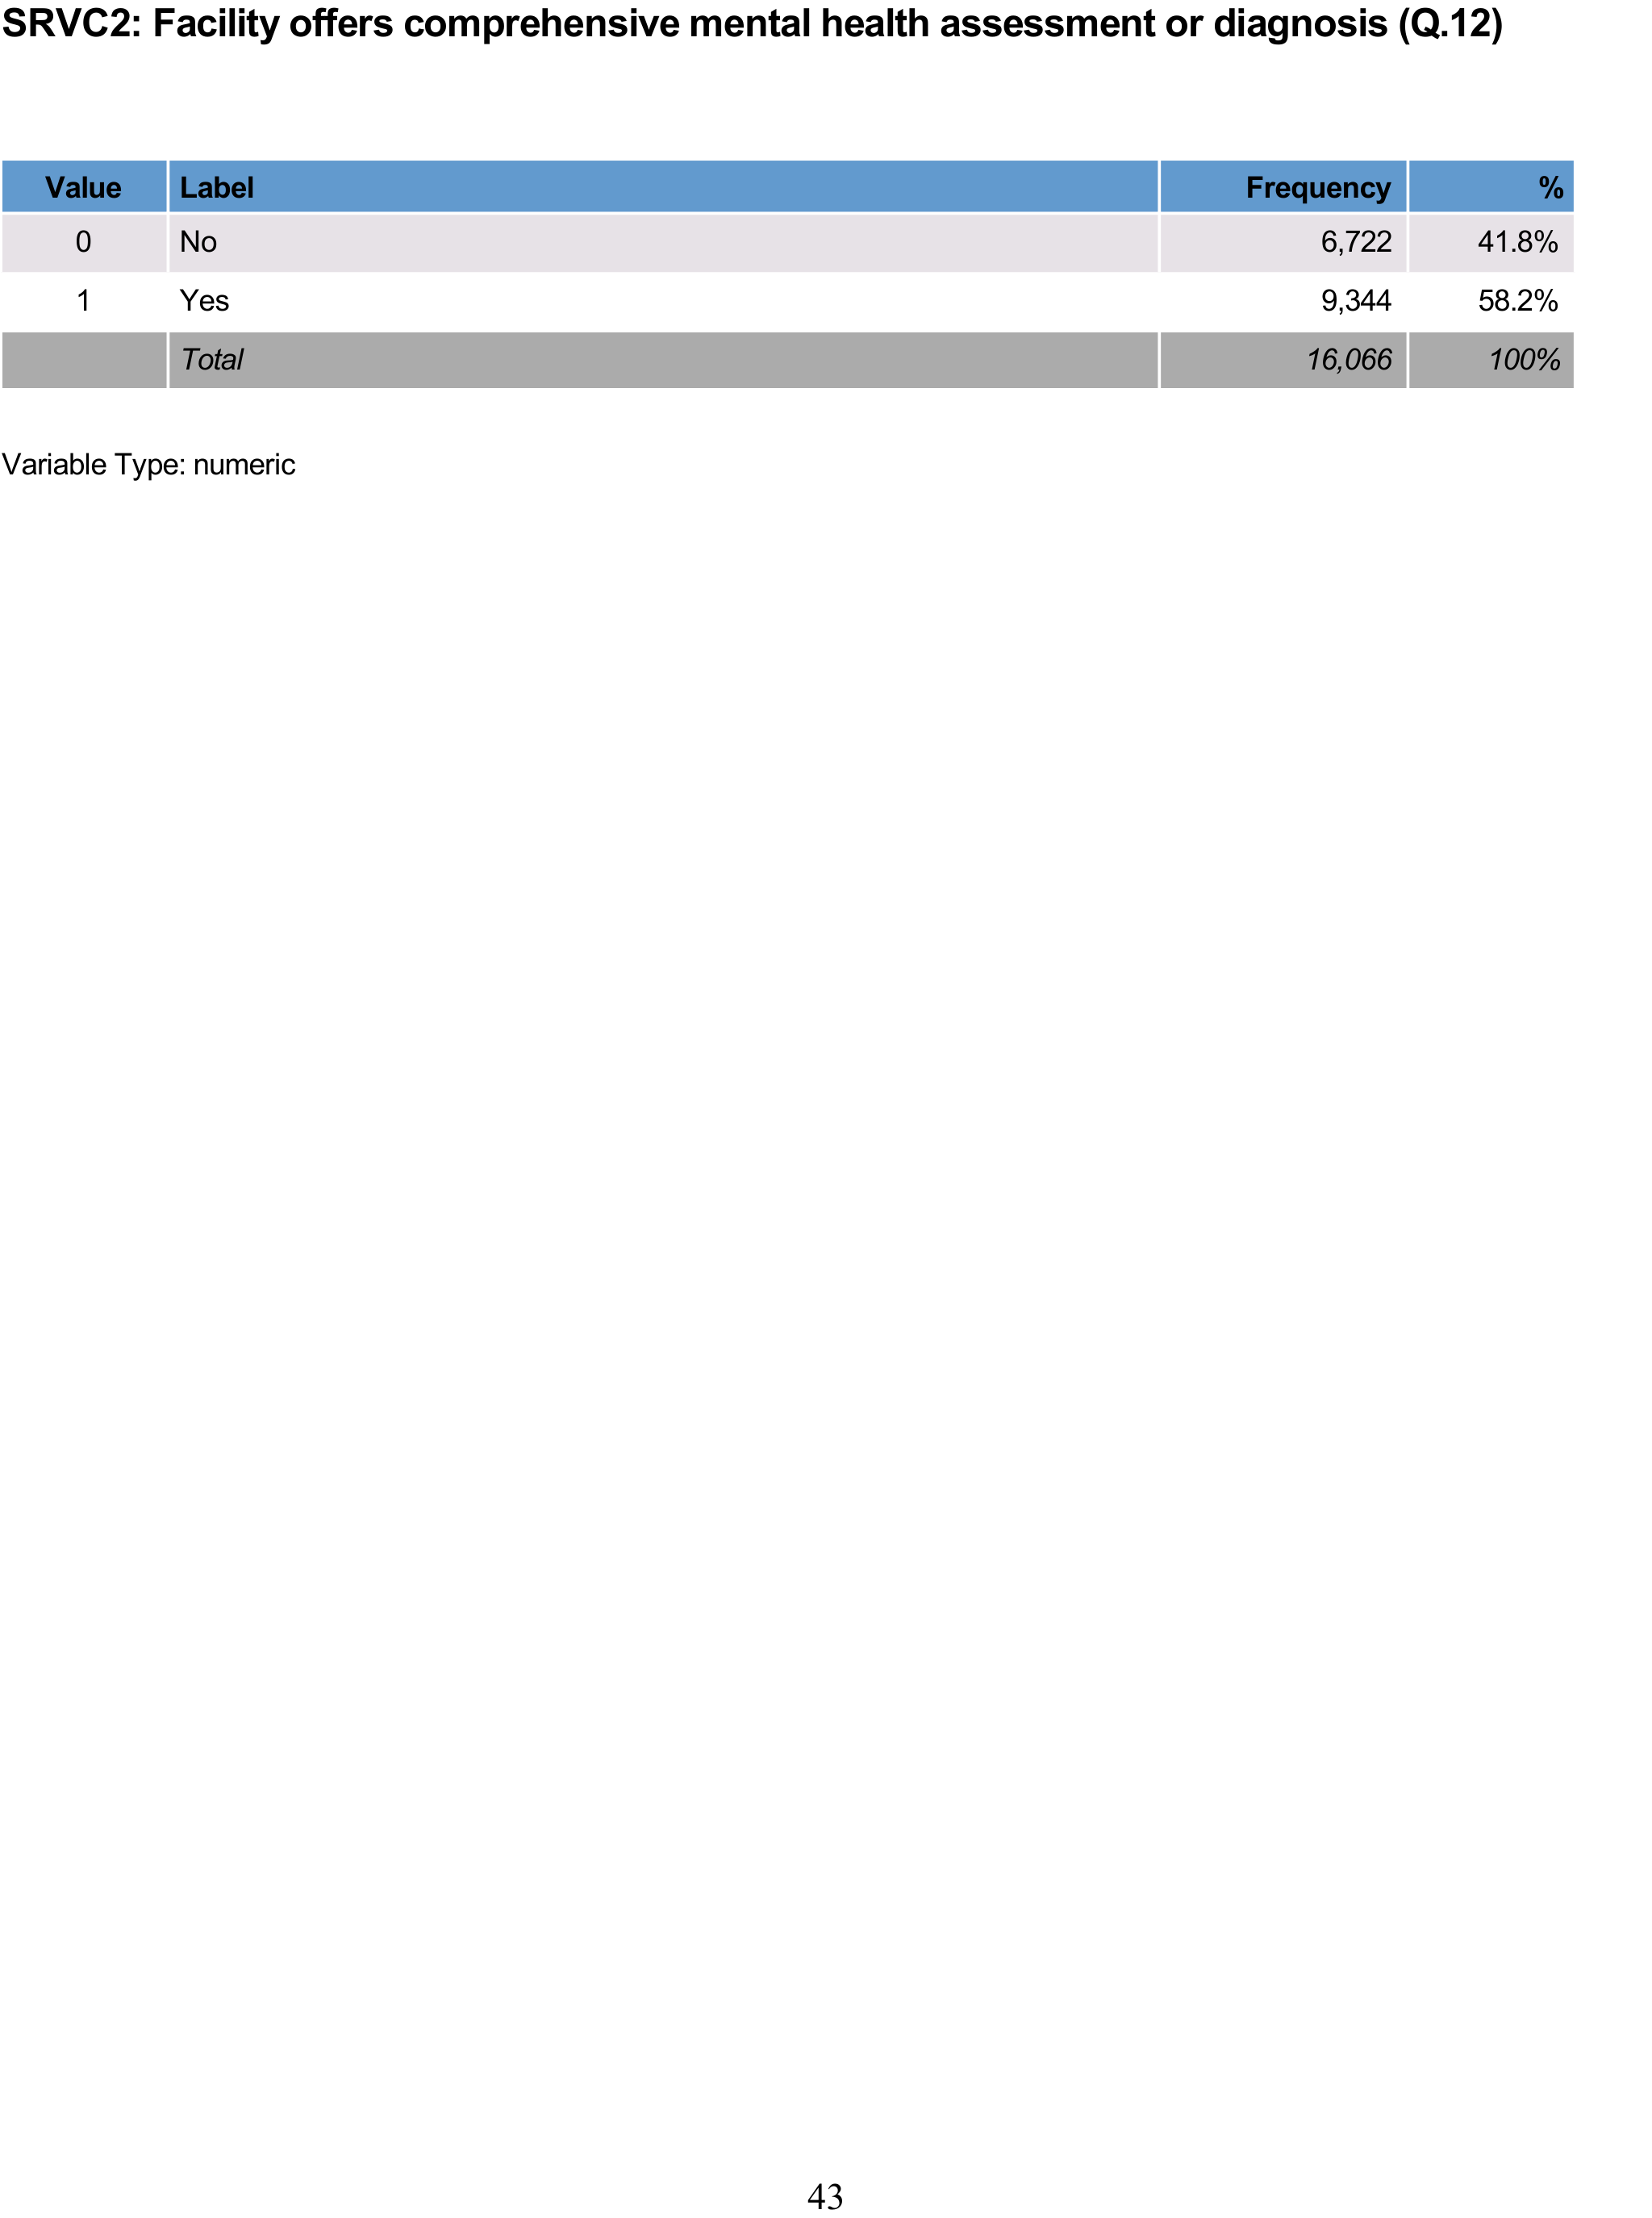 SRVC2: Facility offers comprehensive mental health assessment or diagnosis (Q.12)
Value Label Frequency %
0 No 6,722 41.8%
1 Yes 9,344 58.2%
Total 16,066 100%
Variable Type: numeric
43